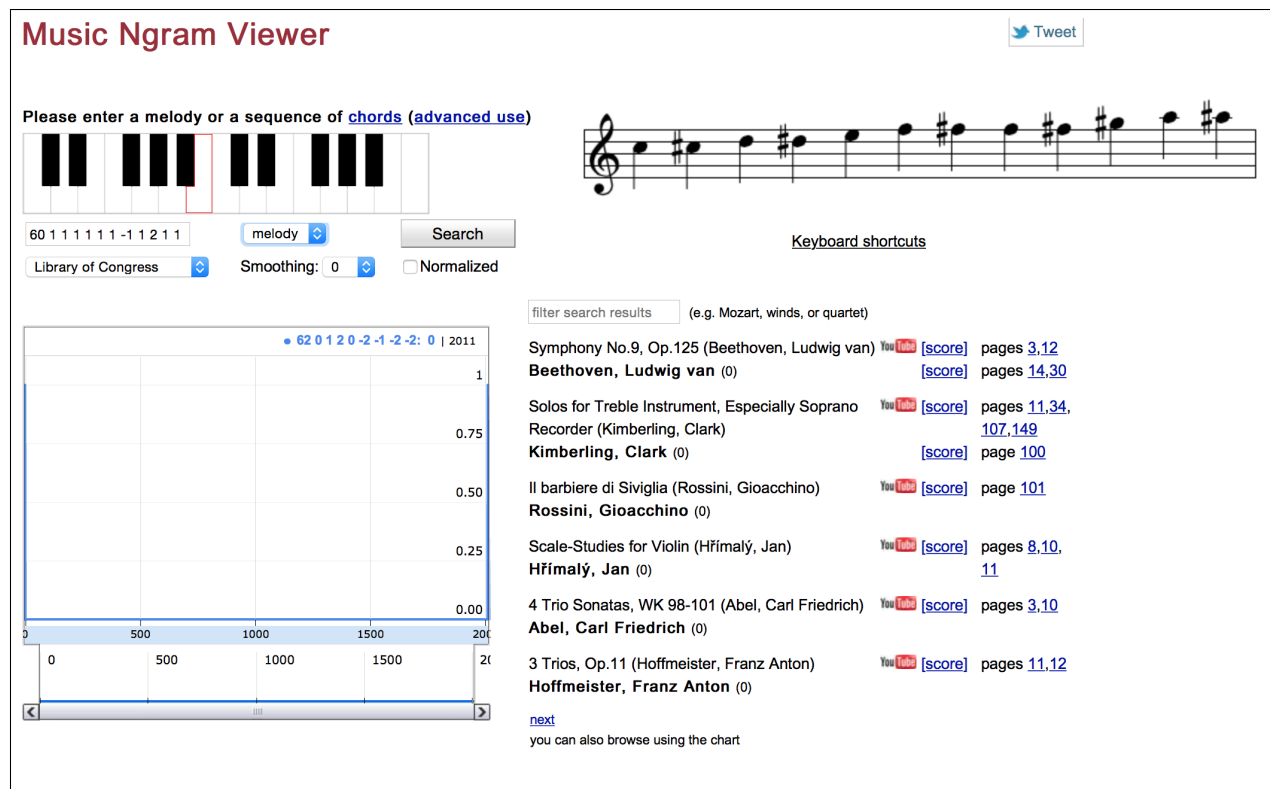 Music Ngram Viewer
Tweet
Please enter a melody or a sequence of chords (advanced use)
60 1 1 1 1 1 1 -1 1 2 1 1
melody
Search
Keyboard shortcuts
Library of Congress
Smoothing: 0
Normalized
62 0 1 2 0 -2 -1 -2 -2: 0 | 2011
1
0.75
0.50
0.25
0.00
0 500 1000 1500 200
0 500 1000 1500 20
filter search results (e.g. Mozart, winds, or quartet)
Symphony No.9, Op.125 (Beethoven, Ludwig van) YouTube [score] pages 3,12
Beethoven, Ludwig van (0) [score] pages 14,30
Solos for Treble Instrument, Especially Soprano YouTube [score] pages 11,34,
Recorder (Kimberling, Clark) 107,149
Kimberling, Clark (0) [score] page 100
Il barbiere di Siviglia (Rossini, Gioacchino) YouTube [score] page 101
Rossini, Gioacchino (0)
Scale-Studies for Violin (Hřímalý, Jan) YouTube [score] pages 8,10,
Hřímalý, Jan (0) 11
4 Trio Sonatas, WK 98-101 (Abel, Carl Friedrich) YouTube [score] pages 3,10
Abel, Carl Friedrich (0)
3 Trios, Op.11 (Hoffmeister, Franz Anton) YouTube [score] pages 11,12
Hoffmeister, Franz Anton (0)
next
you can also browse using the chart